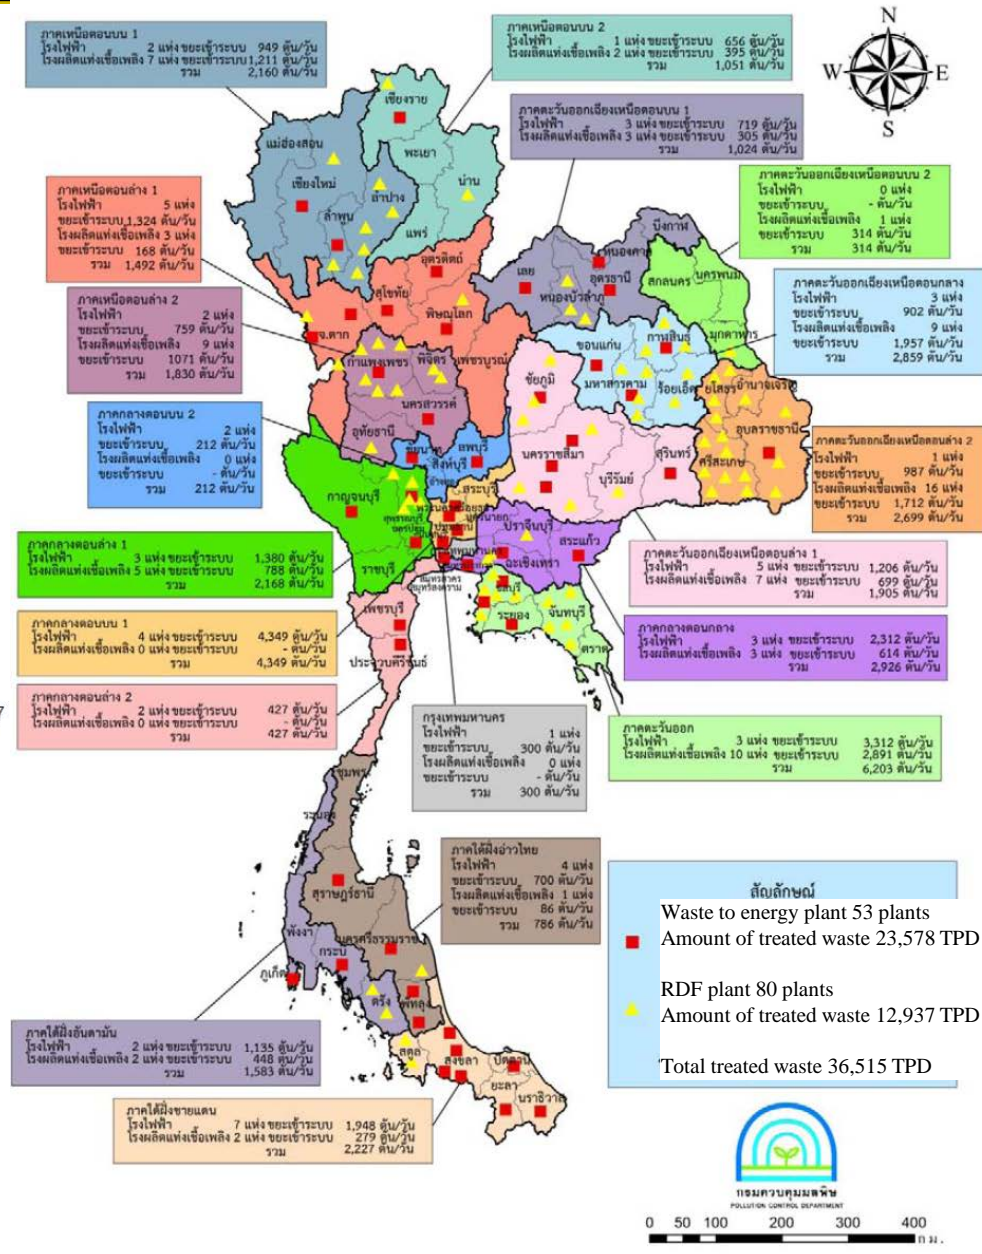 ภาคเหนือตอนบน 1
โรงไฟฟ้า 2 แห่ง ขยะเข้าระบบ 949 ตัน/วัน
โรงผลิตแท่งเชื้อเพลิง 7 แห่ง ขยะเข้าระบบ 1,211 ตัน/วัน
รวม 2,160 ตัน/วัน
ภาคเหนือตอนบน 2
โรงไฟฟ้า 1 แห่ง ขยะเข้าระบบ 656 ตัน/วัน
โรงผลิตแท่งเชื้อเพลิง 2 แห่ง ขยะเข้าระบบ 395 ตัน/วัน
รวม 1,051 ตัน/วัน
N
W E
S
ภาคตะวันออกเฉียงเหนือตอนบน 1
โรงไฟฟ้า 3 แห่ง ขยะเข้าระบบ 719 ตัน/วัน
โรงผลิตแท่งเชื้อเพลิง 3 แห่ง ขยะเข้าระบบ 305 ตัน/วัน
รวม 1,024 ตัน/วัน
ภาคตะวันออกเฉียงเหนือตอนบน 2
โรงไฟฟ้า 0 แห่ง
ขยะเข้าระบบ - ตัน/วัน
โรงผลิตแท่งเชื้อเพลิง 1 แห่ง
ขยะเข้าระบบ 314 ตัน/วัน
รวม 314 ตัน/วัน
ภาคเหนือตอนล่าง 1
โรงไฟฟ้า 5 แห่ง
ขยะเข้าระบบ 1,324 ตัน/วัน
โรงผลิตแท่งเชื้อเพลิง 3 แห่ง
ขยะเข้าระบบ 168 ตัน/วัน
รวม 1,492 ตัน/วัน
ภาคตะวันออกเฉียงเหนือตอนกลาง
โรงไฟฟ้า 3 แห่ง
ขยะเข้าระบบ 902 ตัน/วัน
โรงผลิตแท่งเชื้อเพลิง 9 แห่ง
ขยะเข้าระบบ 1,957 ตัน/วัน
รวม 2,859 ตัน/วัน
ภาคเหนือตอนล่าง 2
โรงไฟฟ้า 2 แห่ง
ขยะเข้าระบบ 759 ตัน/วัน
โรงผลิตแท่งเชื้อเพลิง 9 แห่ง
ขยะเข้าระบบ 1071 ตัน/วัน
รวม 1,830 ตัน/วัน
ภาคกลางตอนบน 2
โรงไฟฟ้า 2 แห่ง
ขยะเข้าระบบ 212 ตัน/วัน
โรงผลิตแท่งเชื้อเพลิง 0 แห่ง
ขยะเข้าระบบ - ตัน/วัน
รวม 212 ตัน/วัน
ภาคตะวันออกเฉียงเหนือตอนล่าง 2
โรงไฟฟ้า 1 แห่ง
ขยะเข้าระบบ 987 ตัน/วัน
โรงผลิตแท่งเชื้อเพลิง 16 แห่ง
ขยะเข้าระบบ 1,712 ตัน/วัน
รวม 2,699 ตัน/วัน
ภาคกลางตอนล่าง 1
โรงไฟฟ้า 3 แห่ง ขยะเข้าระบบ 1,380 ตัน/วัน
โรงผลิตแท่งเชื้อเพลิง 5 แห่ง ขยะเข้าระบบ 788 ตัน/วัน
รวม 2,168 ตัน/วัน
ภาคตะวันออกเฉียงเหนือตอนล่าง 1
โรงไฟฟ้า 5 แห่ง ขยะเข้าระบบ 1,206 ตัน/วัน
โรงผลิตแท่งเชื้อเพลิง 7 แห่ง ขยะเข้าระบบ 699 ตัน/วัน
รวม 1,905 ตัน/วัน
ภาคกลางตอนบน 1
โรงไฟฟ้า 4 แห่ง ขยะเข้าระบบ 4,349 ตัน/วัน
โรงผลิตแท่งเชื้อเพลิง 0 แห่ง ขยะเข้าระบบ - ตัน/วัน
รวม 4,349 ตัน/วัน
ภาคกลางตอนกลาง
โรงไฟฟ้า 3 แห่ง ขยะเข้าระบบ 2,312 ตัน/วัน
โรงผลิตแท่งเชื้อเพลิง 3 แห่ง ขยะเข้าระบบ 614 ตัน/วัน
รวม 2,926 ตัน/วัน
ภาคกลางตอนล่าง 2
โรงไฟฟ้า 2 แห่ง ขยะเข้าระบบ 427 ตัน/วัน
โรงผลิตแท่งเชื้อเพลิง 0 แห่ง ขยะเข้าระบบ - ตัน/วัน
รวม 427 ตัน/วัน
กรุงเทพมหานคร
โรงไฟฟ้า 1 แห่ง
ขยะเข้าระบบ 300 ตัน/วัน
โรงผลิตแท่งเชื้อเพลิง 0 แห่ง
ขยะเข้าระบบ - ตัน/วัน
รวม 300 ตัน/วัน
ภาคตะวันออก
โรงไฟฟ้า 3 แห่ง ขยะเข้าระบบ 3,312 ตัน/วัน
โรงผลิตแท่งเชื้อเพลิง 10 แห่ง ขยะเข้าระบบ 2,891 ตัน/วัน
รวม 6,203 ตัน/วัน
ภาคใต้ฝั่งอ่าวไทย
โรงไฟฟ้า 4 แห่ง
ขยะเข้าระบบ 700 ตัน/วัน
โรงผลิตแท่งเชื้อเพลิง 1 แห่ง
ขยะเข้าระบบ 86 ตัน/วัน
รวม 786 ตัน/วัน
ภาคใต้ฝั่งอันดามัน
โรงไฟฟ้า 2 แห่ง ขยะเข้าระบบ 1,135 ตัน/วัน
โรงผลิตแท่งเชื้อเพลิง 2 แห่ง ขยะเข้าระบบ 448 ตัน/วัน
รวม 1,583 ตัน/วัน
ภาคใต้ฝั่งชายแดน
โรงไฟฟ้า 7 แห่ง ขยะเข้าระบบ 1,948 ตัน/วัน
โรงผลิตแท่งเชื้อเพลิง 2 แห่ง ขยะเข้าระบบ 279 ตัน/วัน
รวม 2,227 ตัน/วัน
เชียงราย
แม่ฮ่องสอน
พะเยา
เชียงใหม่
น่าน
ลำปาง
ลำพูน
แพร่
อุตรดิตถ์
สุโขทัย
พิษณุโลก
จ.ตาก
เพชรบูรณ์
กำแพงเพชร
พิจิตร
นครสวรรค์
อุทัยธานี
บึงกาฬ
หนองคาย
เลย
อุดรธานี
หนองบัวลำภู
สกลนคร
นครพนม
มุกดาหาร
ขอนแก่น
กาฬสินธุ์
มหาสารคาม
ร้อยเอ็ด
ยโสธร
อำนาจเจริญ
อุบลราชธานี
ศรีสะเกษ
ชัยภูมิ
นครราชสีมา
บุรีรัมย์
สุรินทร์
ชัยนาท
ลพบุรี
สิงห์บุรี
สระบุรี
กาญจนบุรี
ราชบุรี
ปราจีนบุรี
สระแก้ว
ฉะเชิงเทรา
สมุทรสาคร
สมุทรสงคราม
ชลบุรี
ระยอง
จันทบุรี
ตราด
เพชรบุรี
ประจวบคีรีขันธ์
ชุมพร
ระนอง
สุราษฎร์ธานี
พังงา
นครศรีธรรมราช
กระบี่
ภูเก็ต
ตรัง
พัทลุง
สตูล
สงขลา
ปัตตานี
ยะลา
นราธิวาส
สัญลักษณ์
Waste to energy plant 53 plants
Amount of treated waste 23,578 TPD
RDF plant 80 plants
Amount of treated waste 12,937 TPD
Total treated waste 36,515 TPD
กรมควบคุมมลพิษ
POLLUTION CONTROL DEPARTMENT
0 50 100 200 300 400
กม.